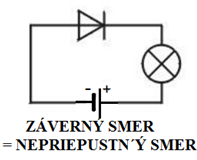 - +
ZÁVERNÝ SMER
= NEPRIEPUSTN´Ý SMER